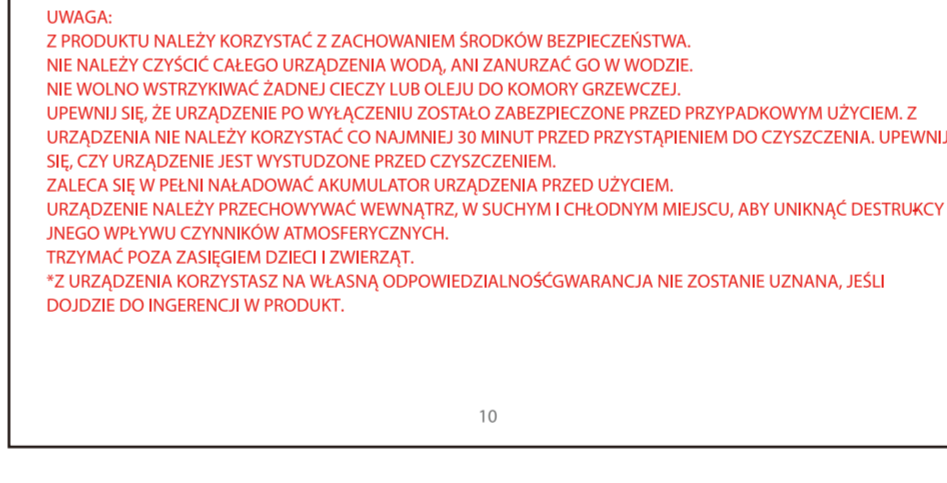 UWAGA:
Z PRODUKTU NALEŻY KORZYSTAĆ Z ZACHOWANIEM ŚRODKÓW BEZPIECZEŃSTWA.
NIE NALEŻY CZYŚCIĆ CAŁEGO URZĄDZENIA WODĄ, ANI ZANURZAĆ GO W WODZIE.
NIE WOLNO WSTRZYKIWAĆ ŻADNEJ CIECZY LUB OLEJU DO KOMORY GRZEWCZEJ.
UPEWNIJ SIĘ, ŻE URZĄDZENIE PO WYŁĄCZENIU ZOSTAŁO ZABEZPIECZONE PRZED PRZYPADKOWYM UŻYCIEM. Z
URZĄDZENIA NIE NALEŻY KORZYSTAĆ CO NAJMNIEJ 30 MINUT PRZED PRZYSTĄPIENIEM DO CZYSZCZENIA. UPEWNIJ
SIĘ, CZY URZĄDZENIE JEST WYSTUDZONE PRZED CZYSZCZENIEM.
ZALECA SIĘ W PEŁNI NAŁADOWAĆ AKUMULATOR URZĄDZENIA PRZED UŻYCIEM.
URZĄDZENIE NALEŻY PRZECHOWYWAĆ WEWNĄTRZ, W SUCHYM I CHŁODNYM MIEJSCU, ABY UNIKNĄĆ DESTRUKCY
JNEGO WPŁYWU CZYNNIKÓW ATMOSFERYCZNYCH.
TRZYMAĆ POZA ZASIĘGIEM DZIECI I ZWIERZĄT.
*Z URZĄDZENIA KORZYSTASZ NA WŁASNĄ ODPOWIEDZIALNOŚĆGWARANCJA NIE ZOSTANIE UZNANA, JEŚLI
DOJDZIE DO INGERENCJI W PRODUKT.
10